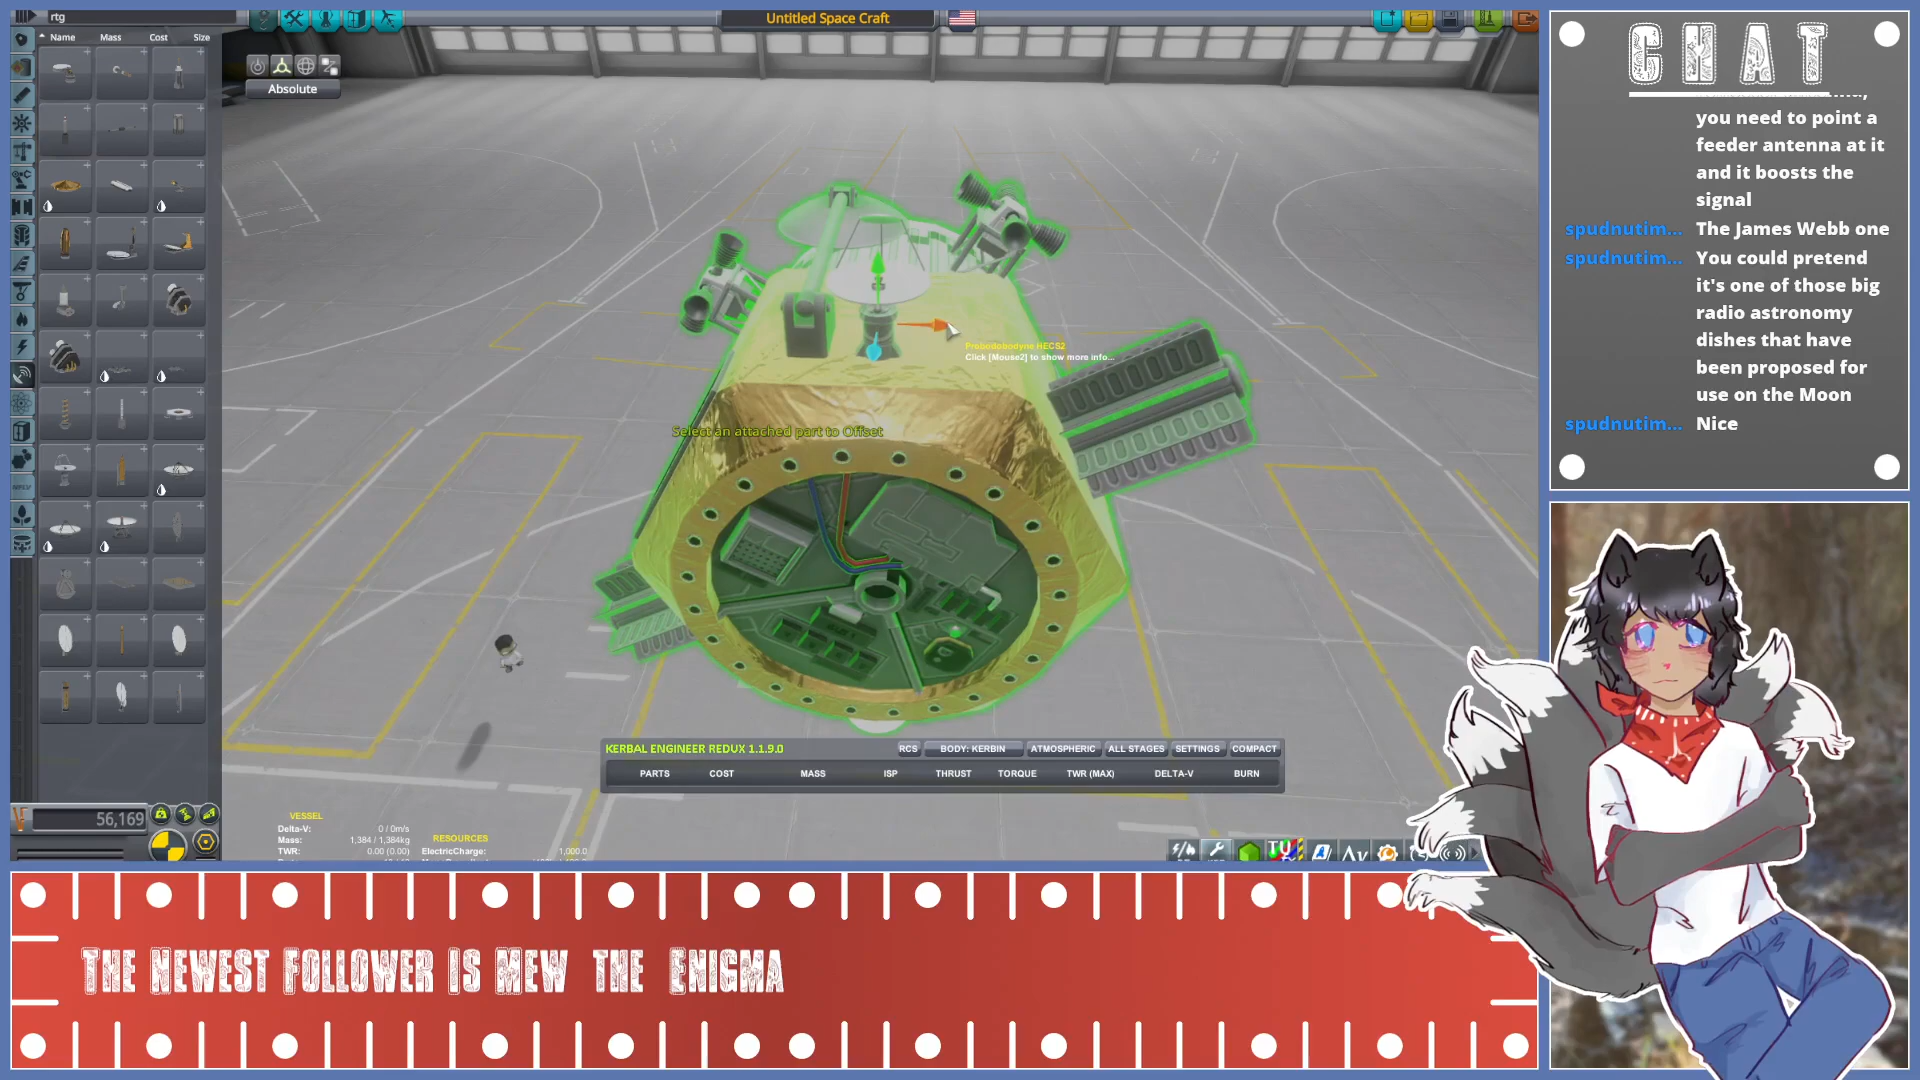 rtg
Untitled Space Craft
Name Mass Cost Size
Absolute
Probodobodyne HECS2
Click [Mouse2] to show more info...
Select an attached part to Offset
KERBAL ENGINEER REDUX 1.1.9.0
RCS BODY: KERBIN ATMOSPHERIC ALL STAGES SETTINGS COMPACT
PARTS COST MASS ISP THRUST TORQUE TWR (MAX) DELTA-V BURN
56,169
VESSEL
Delta-V: 0 / 0m/s
Mass: 1,384 / 1,384kg
TWR: 0.00 (0.00)
RESOURCES
ElectricCharge: 1,000.0
CHAT
you need to point a
feeder antenna at it
and it boosts the
signal
spudnutim... The James Webb one
spudnutim... You could pretend
it's one of those big
radio astronomy
dishes that have
been proposed for
use on the Moon
spudnutim... Nice
The Newest Follower Is Mew the Enigma